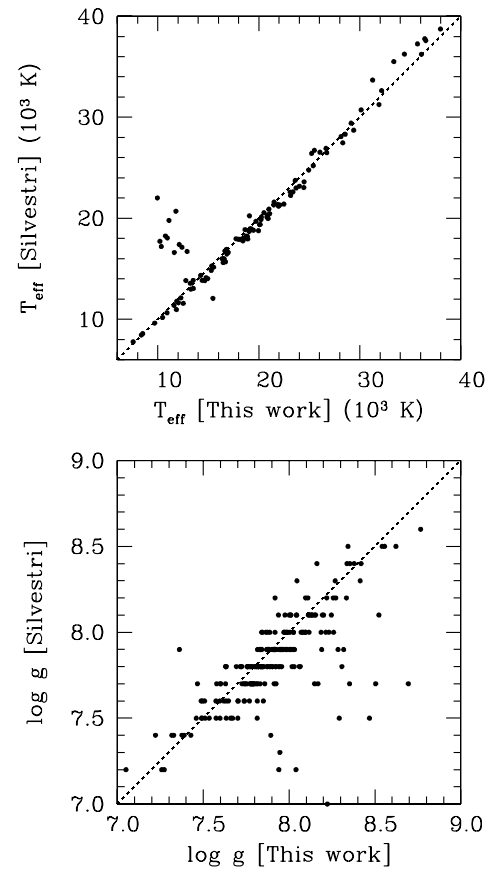 40
30
20
10
T_eff [Silvestri] (10³ K)
10 20 30 40
T_eff [This work] (10³ K)
9.0
8.5
8.0
7.5
7.0
log g [Silvestri]
7.0 7.5 8.0 8.5 9.0
log g [This work]